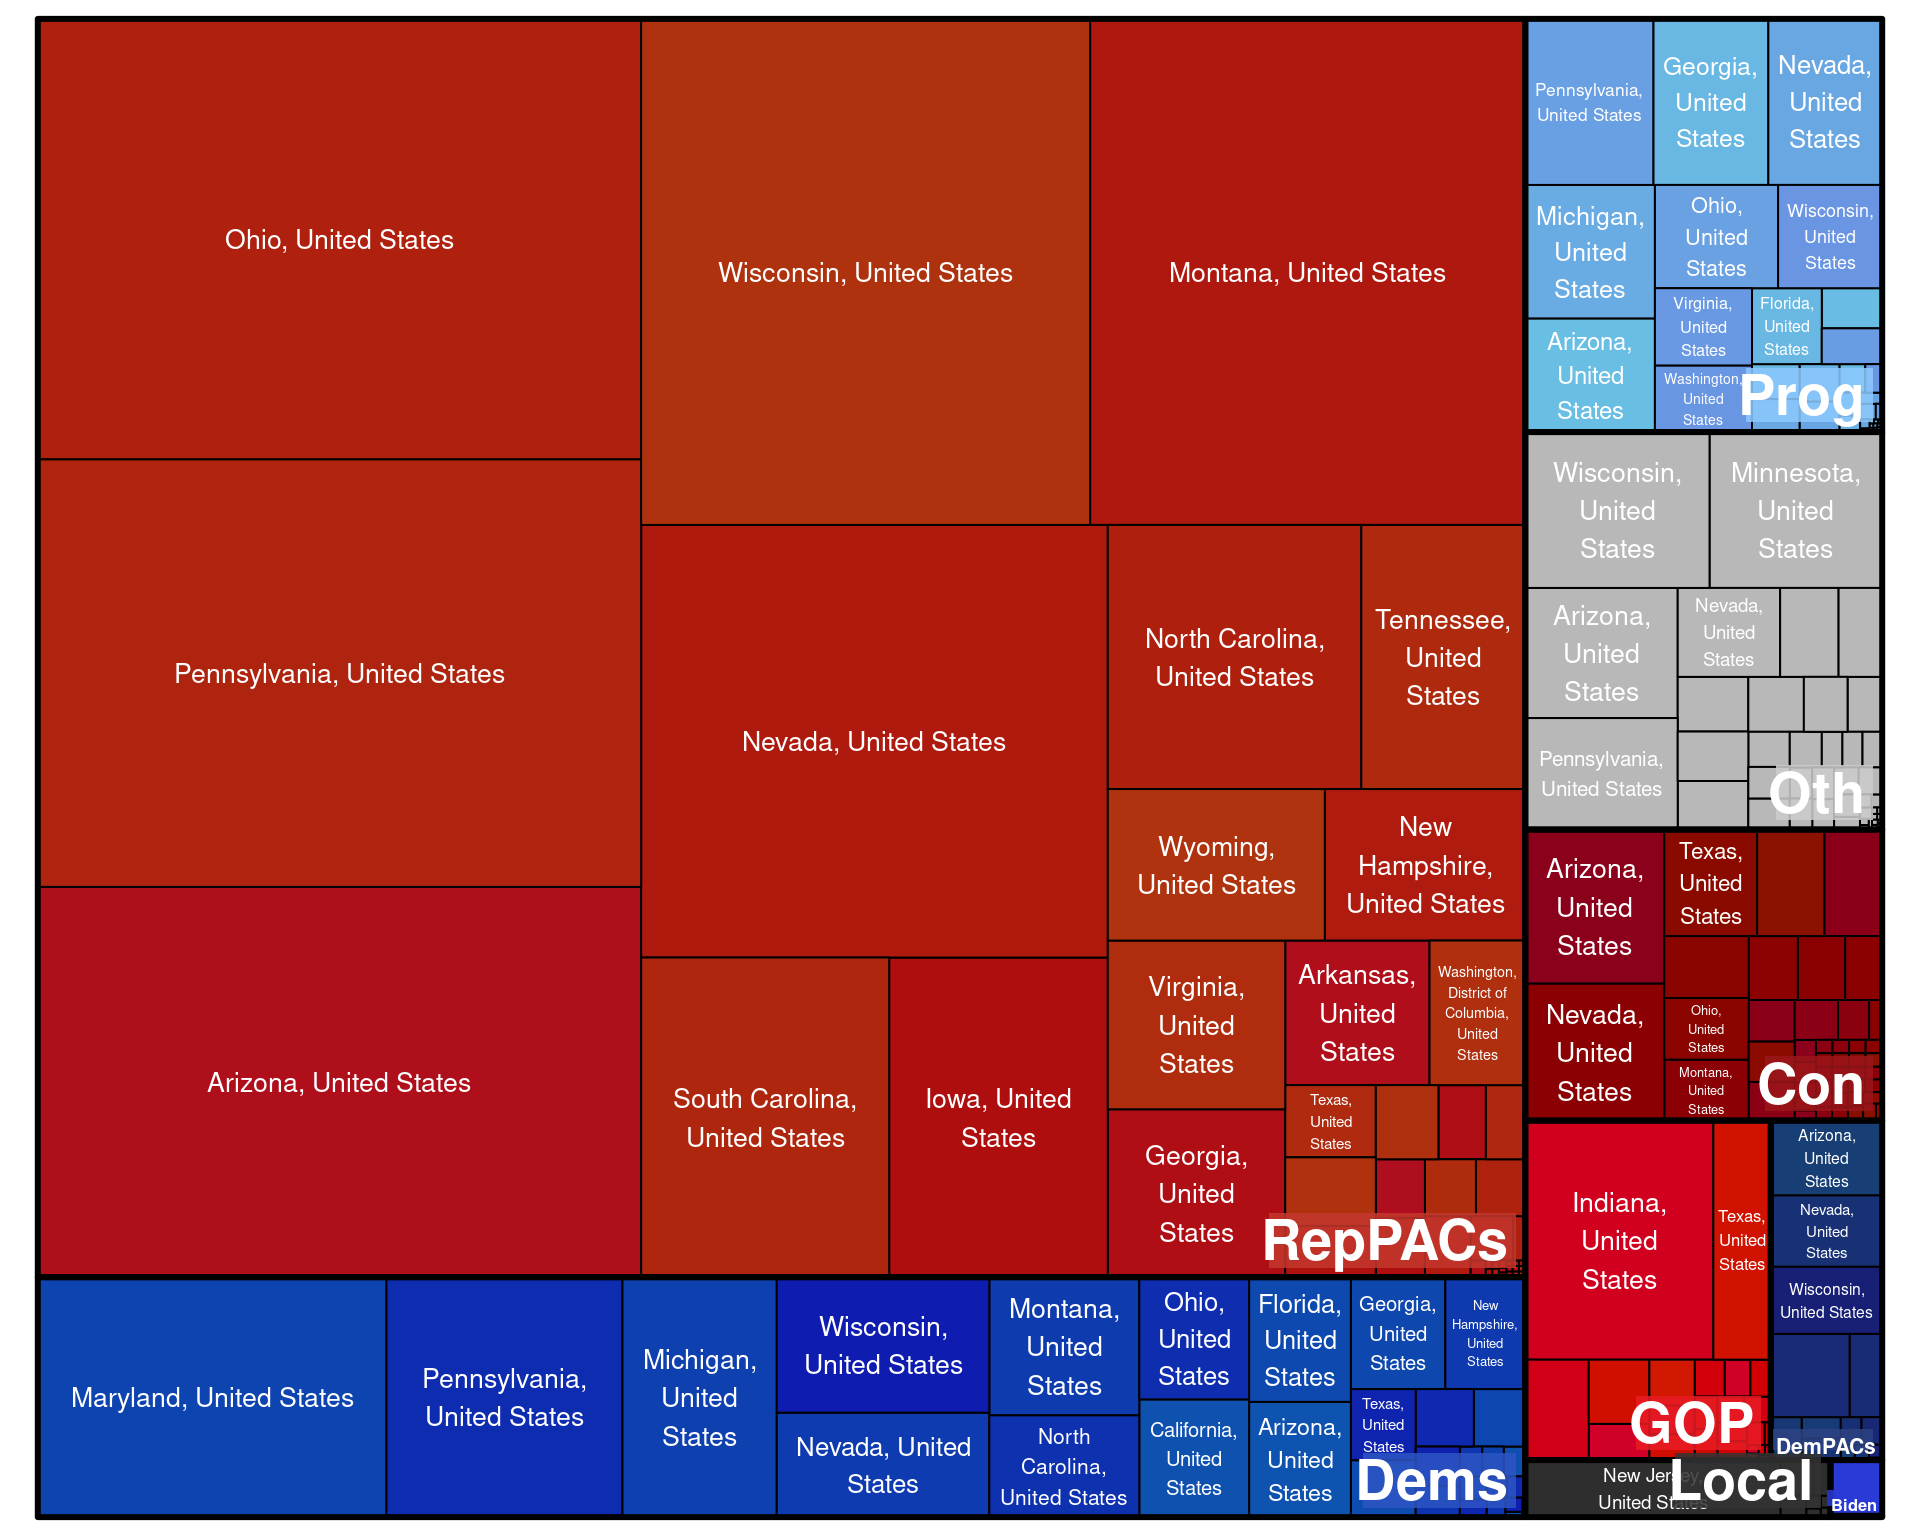 Ohio, United States
Pennsylvania, United States
Arizona, United States
Wisconsin, United States
Montana, United States
Nevada, United States
South Carolina,
United States
Iowa, United
States
North Carolina,
United States
Tennessee,
United
States
Wyoming,
United States
New
Hampshire,
United States
Virginia,
United
States
Arkansas,
United
States
Washington,
District of
Columbia,
United
States
Georgia,
United
States
Texas,
United
States
RepPACs
Maryland, United States
Pennsylvania,
United States
Michigan,
United
States
Wisconsin,
United States
Nevada, United
States
Montana,
United
States
North
Carolina,
United States
Ohio,
United
States
California,
United
States
Florida,
United
States
Arizona,
United
States
Georgia,
United
States
New
Hampshire,
United
States
Texas,
United
States
Dems
Pennsylvania,
United States
Georgia,
United
States
Nevada,
United
States
Michigan,
United
States
Arizona,
United
States
Ohio,
United
States
Wisconsin,
United
States
Virginia,
United
States
Florida,
United
States
Washington,
United
States
Prog
Wisconsin,
United
States
Minnesota,
United
States
Arizona,
United
States
Nevada,
United
States
Pennsylvania,
United States
Oth
Arizona,
United
States
Texas,
United
States
Nevada,
United
States
Ohio,
United
States
Montana,
United
States
Con
Indiana,
United
States
Texas,
United
States
GOP
Arizona,
United
States
Nevada,
United
States
Wisconsin,
United States
DemPACs
New Jersey,
United States
Local
Biden